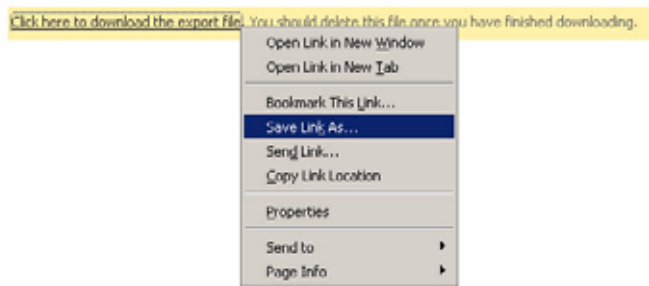 Click here to download the export file. You should delete this file once you have finished downloading.
Open Link in New Window
Open Link in New Tab
Bookmark This Link...
Save Link As...
Send Link...
Copy Link Location
Properties
Send to
Page Info